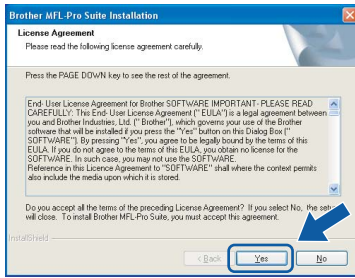 Brother MFL-Pro Suite Installation
License Agreement
Please read the following license agreement carefully.
Press the PAGE DOWN key to see the rest of the agreement.
End- User License Agreement for Brother SOFTWARE IMPORTANT- PLEASE READ
CAREFULLY: This End- User License Agreement (" EULA") is a legal agreement between
you and Brother Industries, Ltd. (" Brother"), which governs your use of the Brother
software that will be installed if you press the "Yes" button on this Dialog Box ("
SOFTWARE"). By pressing "Yes", you agree to be legally bound by the terms of this
EULA. If you do not agree to the terms of this EULA, you obtain no license for the
SOFTWARE. In such case, you may not use the SOFTWARE.
Reference in this Licence Agreement to "SOFTWARE" shall where the context permits
also include the media upon which it is stored.
Do you accept all the terms of the preceding License Agreement? If you select No, the setup
will close. To install Brother MFL-Pro Suite, you must accept this agreement.
InstallShield
< Back Yes No